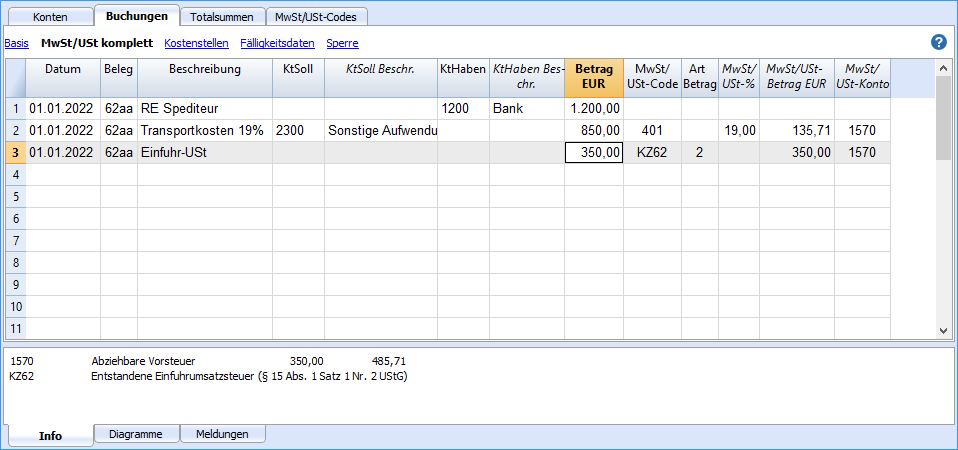 Konten Buchungen Totalsummen MwSt/USt-Codes
Basis MwSt/USt komplett Kostenstellen Fälligkeitsdaten Sperre ?
Datum Beleg Beschreibung KtSoll KtSoll Beschr. KtHaben KtHaben Bes-chr. Betrag EUR MwSt/USt-Code Art Betrag MwSt/USt-% MwSt/USt-Betrag EUR MwSt/USt-Konto
1 01.01.2022 62aa RE Spediteur 1200 Bank 1.200,00
2 01.01.2022 62aa Transportkosten 19% 2300 Sonstige Aufwendu 850,00 401 19,00 135,71 1570
3 01.01.2022 62aa Einfuhr-USt 350,00 KZ62 2 350,00 1570
4
5
6
7
8
9
10
11
1570 Abziehbare Vorsteuer 350,00 485,71
KZ62 Entstandene Einfuhrumsatzsteuer (§ 15 Abs. 1 Satz 1 Nr. 2 UStG)
Info Diagramme Meldungen